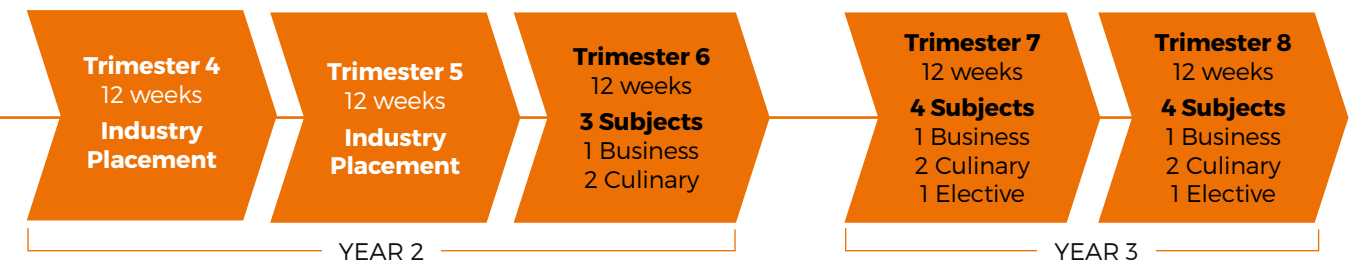 Trimester 4
12 weeks
Industry
Placement
Trimester 5
12 weeks
Industry
Placement
Trimester 6
12 weeks
3 Subjects
1 Business
2 Culinary
Trimester 7
12 weeks
4 Subjects
1 Business
2 Culinary
1 Elective
Trimester 8
12 weeks
4 Subjects
1 Business
2 Culinary
1 Elective
YEAR 2
YEAR 3